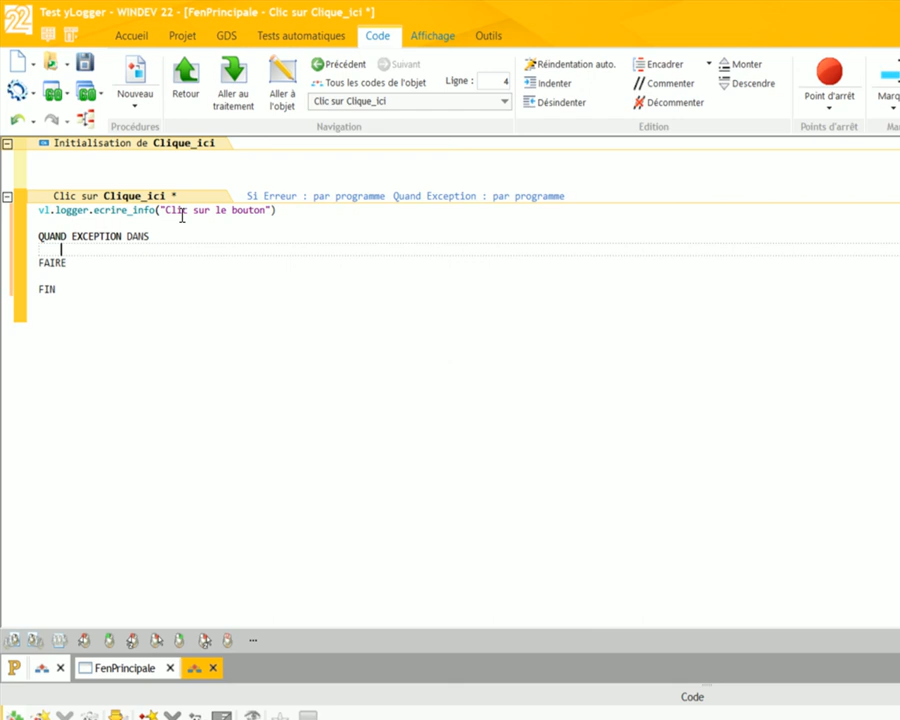 22 Test yLogger - WINDEV 22 - [FenPrincipale - Clic sur Clique_ici *]
Accueil Projet GDS Tests automatiques Code Affichage Outils
Nouveau
Procédures
Retour
Aller au traitement
Aller à l'objet
Précédent Suivant
Tous les codes de l'objet Ligne : 4
Clic sur Clique_ici
Navigation
Réindentation auto.
Indenter
Désindenter
Encadrer
// Commenter
Décommenter
Monter
Descendre
Edition
Point d'arrêt
Points d'arrêt
Marq
Mar
Initialisation de Clique_ici
Clic sur Clique_ici * Si Erreur : par programme Quand Exception : par programme
vl.logger.ecrire_info("Clic sur le bouton")
QUAND EXCEPTION DANS
FAIRE
FIN
FenPrincipale
Code